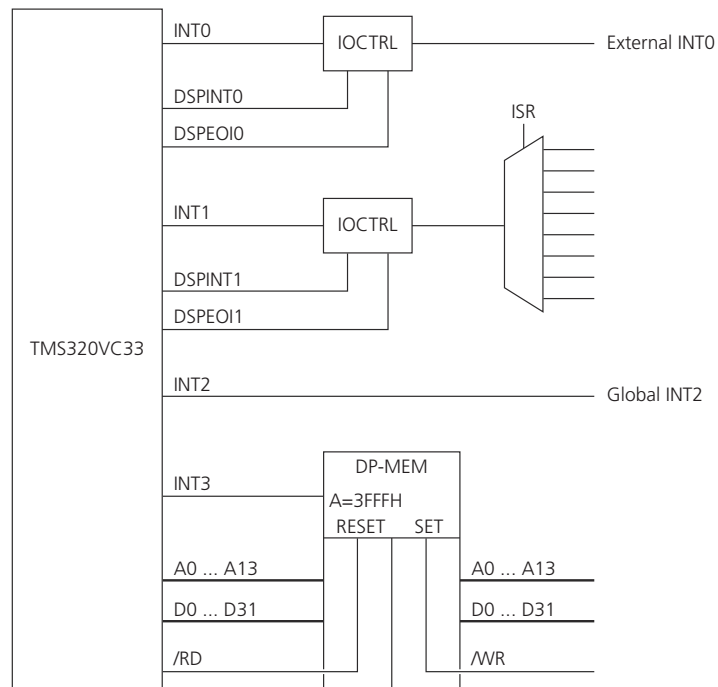 INT0
IOCTRL
External INT0
DSPINT0
DSPEOI0
ISR
INT1
IOCTRL
DSPINT1
DSPEOI1
TMS320VC33
INT2
Global INT2
DP-MEM
INT3
A=3FFFH
RESET SET
A0 ... A13
A0 ... A13
D0 ... D31
D0 ... D31
/RD
/WR